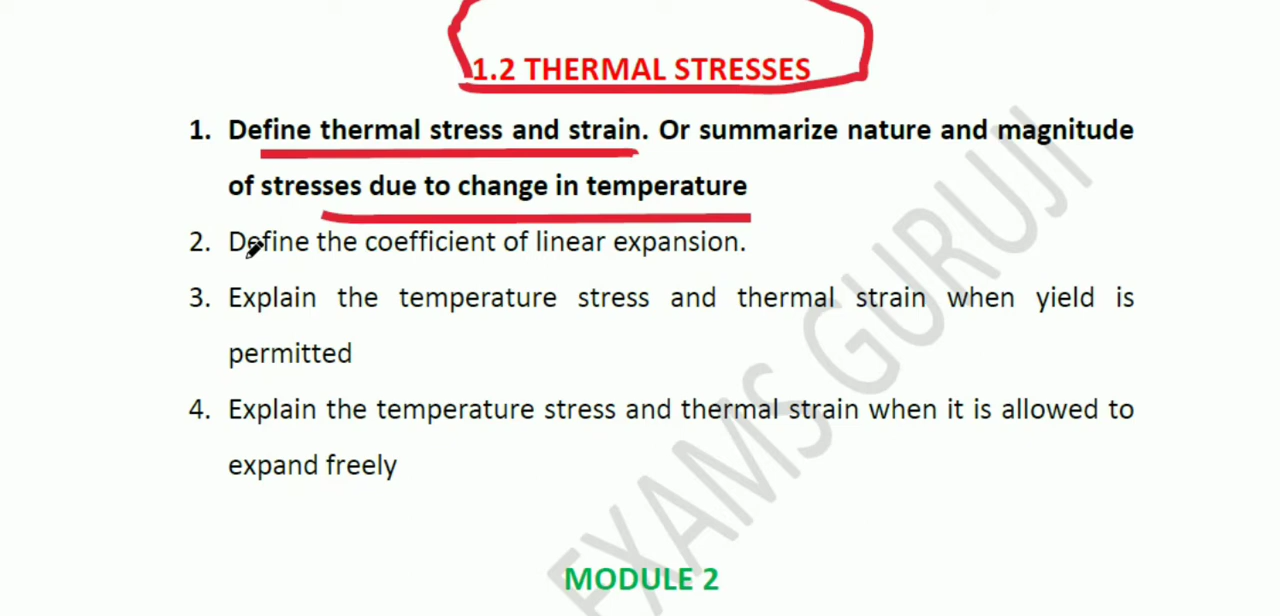 1.2 THERMAL STRESSES
1. Define thermal stress and strain. Or summarize nature and magnitude
of stresses due to change in temperature
2. Define the coefficient of linear expansion.
3. Explain the temperature stress and thermal strain when yield is
permitted
4. Explain the temperature stress and thermal strain when it is allowed to
expand freely
EXAMS GURUJI
MODULE 2